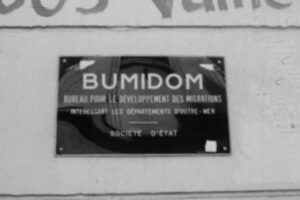 BUMIDOM
BUREAU POUR LE DÉVELOPPEMENT DES MIGRATIONS
INTÉRESSANT LES DÉPARTEMENTS D'OUTRE-MER
SOCIÉTÉ D'ÉTAT